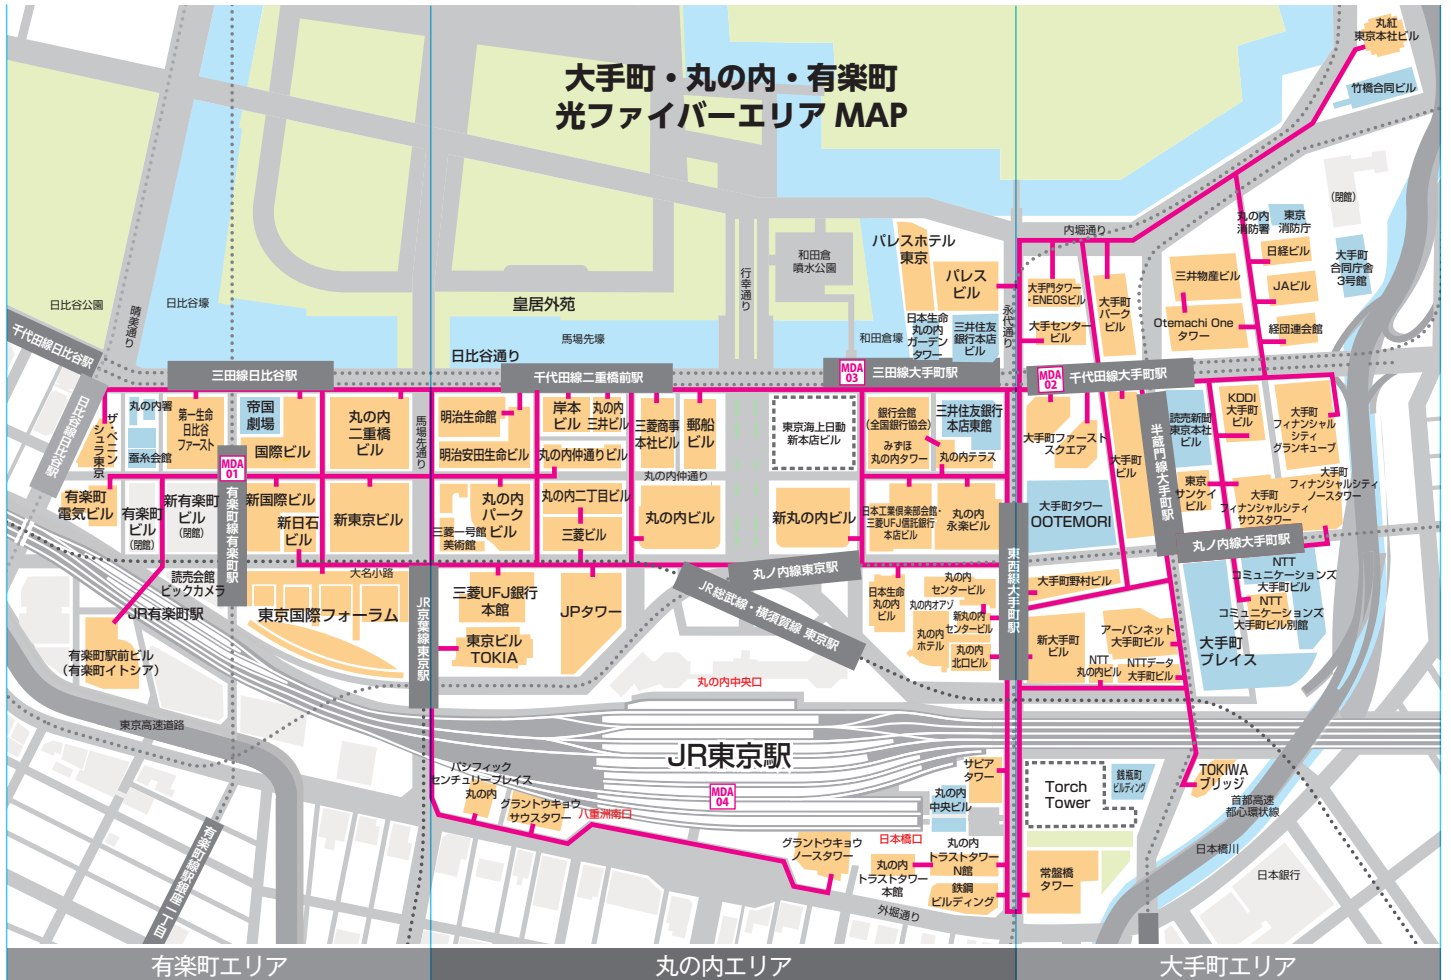 大手町・丸の内・有楽町
光ファイバーエリア MAP
丸紅
東京本社ビル
竹橋合同ビル
(閉館)
丸の内
消防署
東京
消防庁
日経ビル
大手町
合同庁舎
3号館
JAビル
経団連会館
三井物産ビル
Otemachi One
タワー
内堀通り
大手門タワー
・ENEOSビル
大手町
パーク
ビル
大手センター
ビル
永代通り
パレスホテル
東京
パレス
ビル
日本生命
丸の内
ガーデン
タワー
三井住友
銀行本店
ビル
和田倉
噴水公園
和田倉濠
行幸通り
皇居外苑
馬場先濠
日比谷通り
日比谷公園
日比谷濠
晴美通り
千代田線日比谷駅
三田線日比谷駅
千代田線二重橋前駅
MDA
03
三田線大手町駅
MDA
02
千代田線大手町駅
日比谷線日比谷駅
ザ・ペニン
シュラ東京
丸の内署
蚕糸会館
第一生命
日比谷
ファースト
帝国
劇場
国際ビル
丸の内
二重橋
ビル
馬場先通り
明治生命館
明治安田生命ビル
岸本
ビル
丸の内
三井ビル
丸の内仲通りビル
三菱商事
本社ビル
郵船
ビル
丸の内仲通り
東京海上日動
新本店ビル
銀行会館
(全国銀行協会)
みずほ
丸の内タワー
三井住友銀行
本店東館
丸の内テラス
大手町ファースト
スクエア
大手町
ビル
半蔵門線大手町駅
読売新聞
東京本社
ビル
KDDI
大手町
ビル
大手町
フィナンシャル
シティ
グランキューブ
東京
サンケイ
ビル
大手町
フィナンシャルシティ
ノースタワー
大手町
フィナンシャルシティ
サウスタワー
MDA
01
有楽町線有楽町駅
有楽町
電気ビル
有楽町
ビル
(閉館)
新有楽町
ビル
(閉館)
新国際ビル
新日石
ビル
新東京ビル
三菱一号館
美術館
丸の内
パーク
ビル
丸の内二丁目ビル
三菱ビル
丸の内ビル
新丸の内ビル
日本工業倶楽部会館・
三菱UFJ信託銀行
本店ビル
丸の内
永楽ビル
東西線大手町駅
大手町タワー
OOTEMORI
丸ノ内線大手町駅
読売会館
ビックカメラ
JR有楽町駅
大名小路
東京国際フォーラム
JR京葉線東京駅
三菱UFJ銀行
本館
東京ビル
TOKIA
JPタワー
丸ノ内線東京駅
JR総武線・横須賀線 東京駅
日本生命
丸の内
ビル
丸の内
センタービル
丸の内オアゾ
新丸の内
センタービル
丸の内
ホテル
丸の内
北口ビル
大手町野村ビル
新大手町
ビル
アーバンネット
大手町ビル
NTT
丸の内ビル
NTTデータ
大手町ビル
NTT
コミュニケーションズ
大手町ビル
NTT
コミュニケーションズ
大手町ビル別館
大手町
プレイス
有楽町駅前ビル
(有楽町イトシア)
東京高速道路
有楽町線銀座一丁目
丸の内中央口
JR東京駅
MDA
04
パシフィック
センチュリープレイス
丸の内
グラントウキョウ
サウスタワー
八重洲南口
グラントウキョウ
ノースタワー
日本橋口
サピア
タワー
丸の内
中央ビル
丸の内
トラストタワー
N館
丸の内
トラストタワー
本館
鉄鋼
ビルディング
外堀通り
Torch
Tower
銭瓶町
ビルディング
常盤橋
タワー
TOKIWA
ブリッジ
首都高速
都心環状線
日本橋川
日本銀行
有楽町エリア
丸の内エリア
大手町エリア